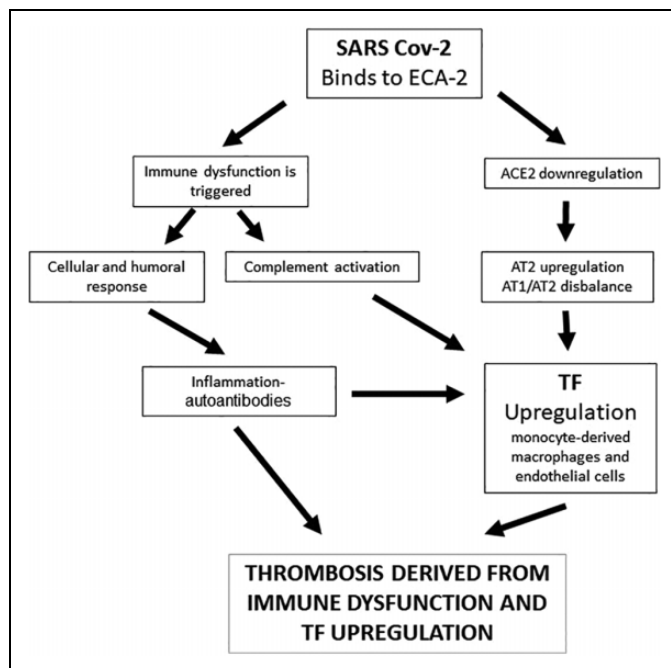 SARS Cov-2
Binds to ECA-2
Immune dysfunction is
triggered
ACE2 downregulation
Cellular and humoral
response
Complement activation
AT2 upregulation
AT1/AT2 disbalance
Inflammation-
autoantibodies
TF
Upregulation
monocyte-derived
macrophages and
endothelial cells
THROMBOSIS DERIVED FROM
IMMUNE DYSFUNCTION AND
TF UPREGULATION